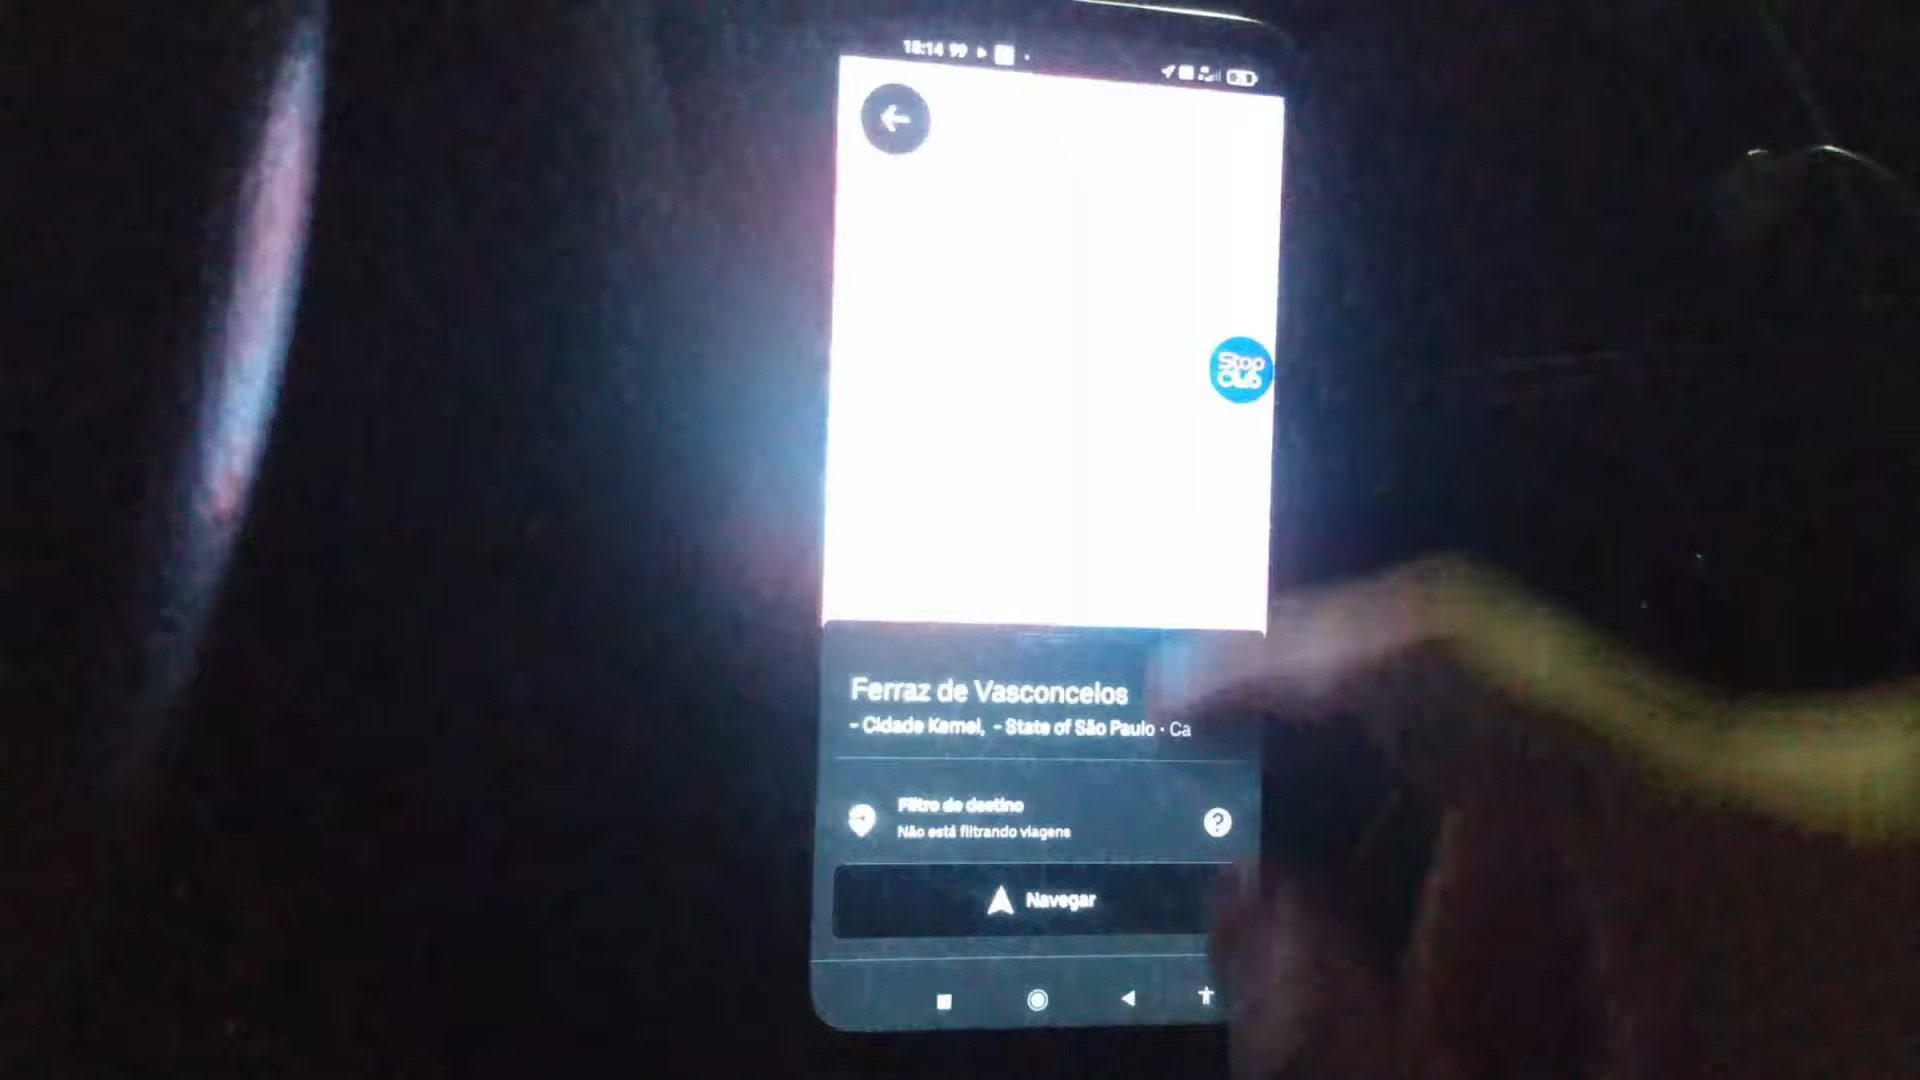 18:14 99
Stop
Club
Ferraz de Vasconcelos
- Cidade Kemel, - State of São Paulo · Ca
Filtro de destino
Não está filtrando viagens
?
Navegar